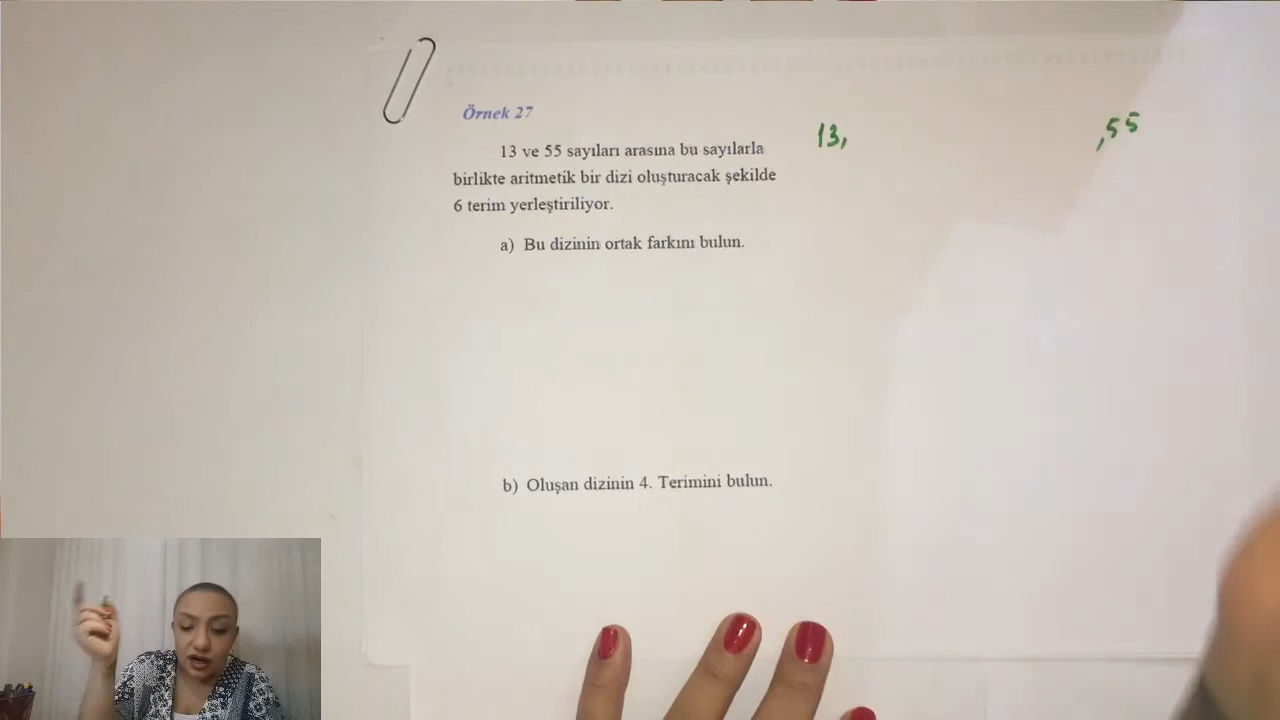 Örnek 27
13 ve 55 sayıları arasına bu sayılarla
birlikte aritmetik bir dizi oluşturacak şekilde
6 terim yerleştiriliyor.
a) Bu dizinin ortak farkını bulun.
b) Oluşan dizinin 4. Terimini bulun.
13,
,55